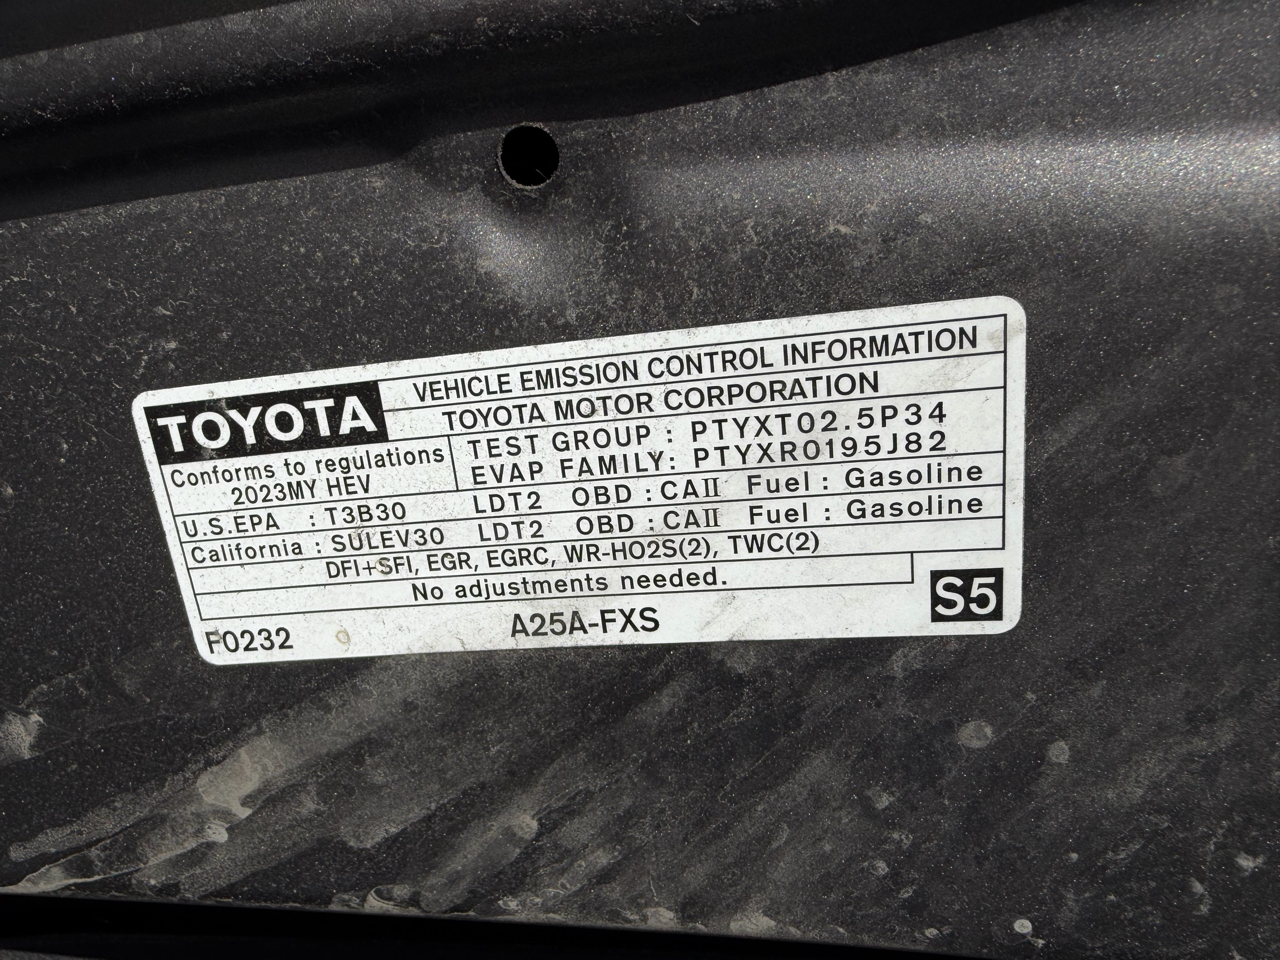 TOYOTA
VEHICLE EMISSION CONTROL INFORMATION
TOYOTA MOTOR CORPORATION
Conforms to regulations
2023MY HEV
TEST GROUP : PTYXT02.5P34
EVAP FAMILY: PTYXR0195J82
U.S.EPA : T3B30 LDT2 OBD : CAⅡ Fuel : Gasoline
California : SULEV30 LDT2 OBD : CAⅡ Fuel : Gasoline
DFI+SFI, EGR, EGRC, WR-HO2S(2), TWC(2)
No adjustments needed.
F0232 A25A-FXS S5